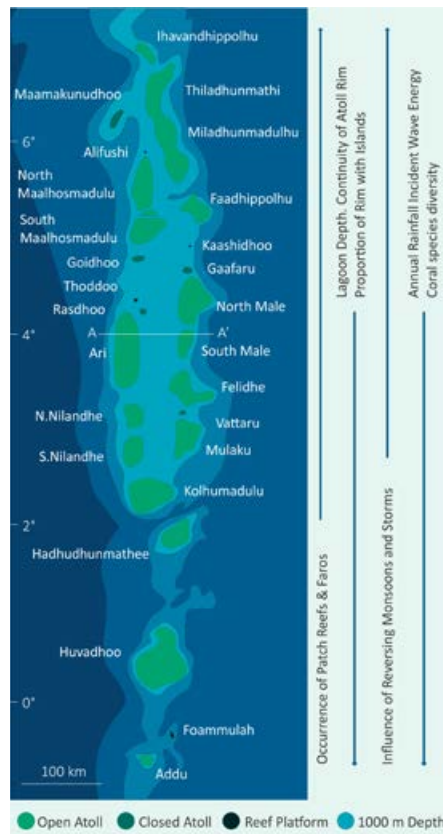 Ihavandhippolhu
Maamakunudhoo
Thiladhunmathi
6°
Miladhunmadulhu
Alifushi
North
Maalhosmadulu
Faadhippolhu
South
Maalhosmadulu
Kaashidhoo
Goidhoo
Gaafaru
Thoddoo
Rasdhoo
North Male
4°
A
A'
Ari
South Male
Felidhe
N.Nilandhe
Vattaru
S.Nilandhe
Mulaku
Kolhumadulu
2°
Hadhudhunmathee
Huvadhoo
0°
Foammulah
100 km
Addu
Lagoon Depth. Continuity of Atoll Rim
Proportion of Rim with Islands
Annual Rainfall Incident Wave Energy
Coral species diversity
Occurrence of Patch Reefs & Faros
Influence of Reversing Monsoons and Storms
Open Atoll
Closed Atoll
Reef Platform
1000 m Depth